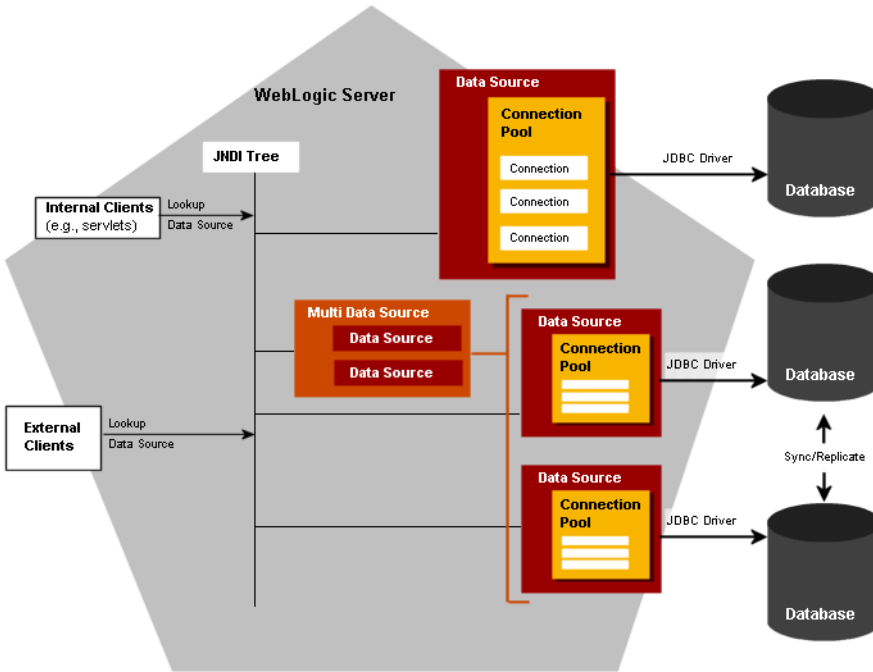 WebLogic Server
JNDI Tree
Internal Clients
(e.g., servlets)
Lookup
Data Source
Data Source
Connection
Pool
Connection
Connection
Connection
JDBC Driver
Database
Multi Data Source
Data Source
Data Source
Data Source
Connection
Pool
JDBC Driver
Database
External
Clients
Lookup
Data Source
Sync/Replicate
Data Source
Connection
Pool
JDBC Driver
Database